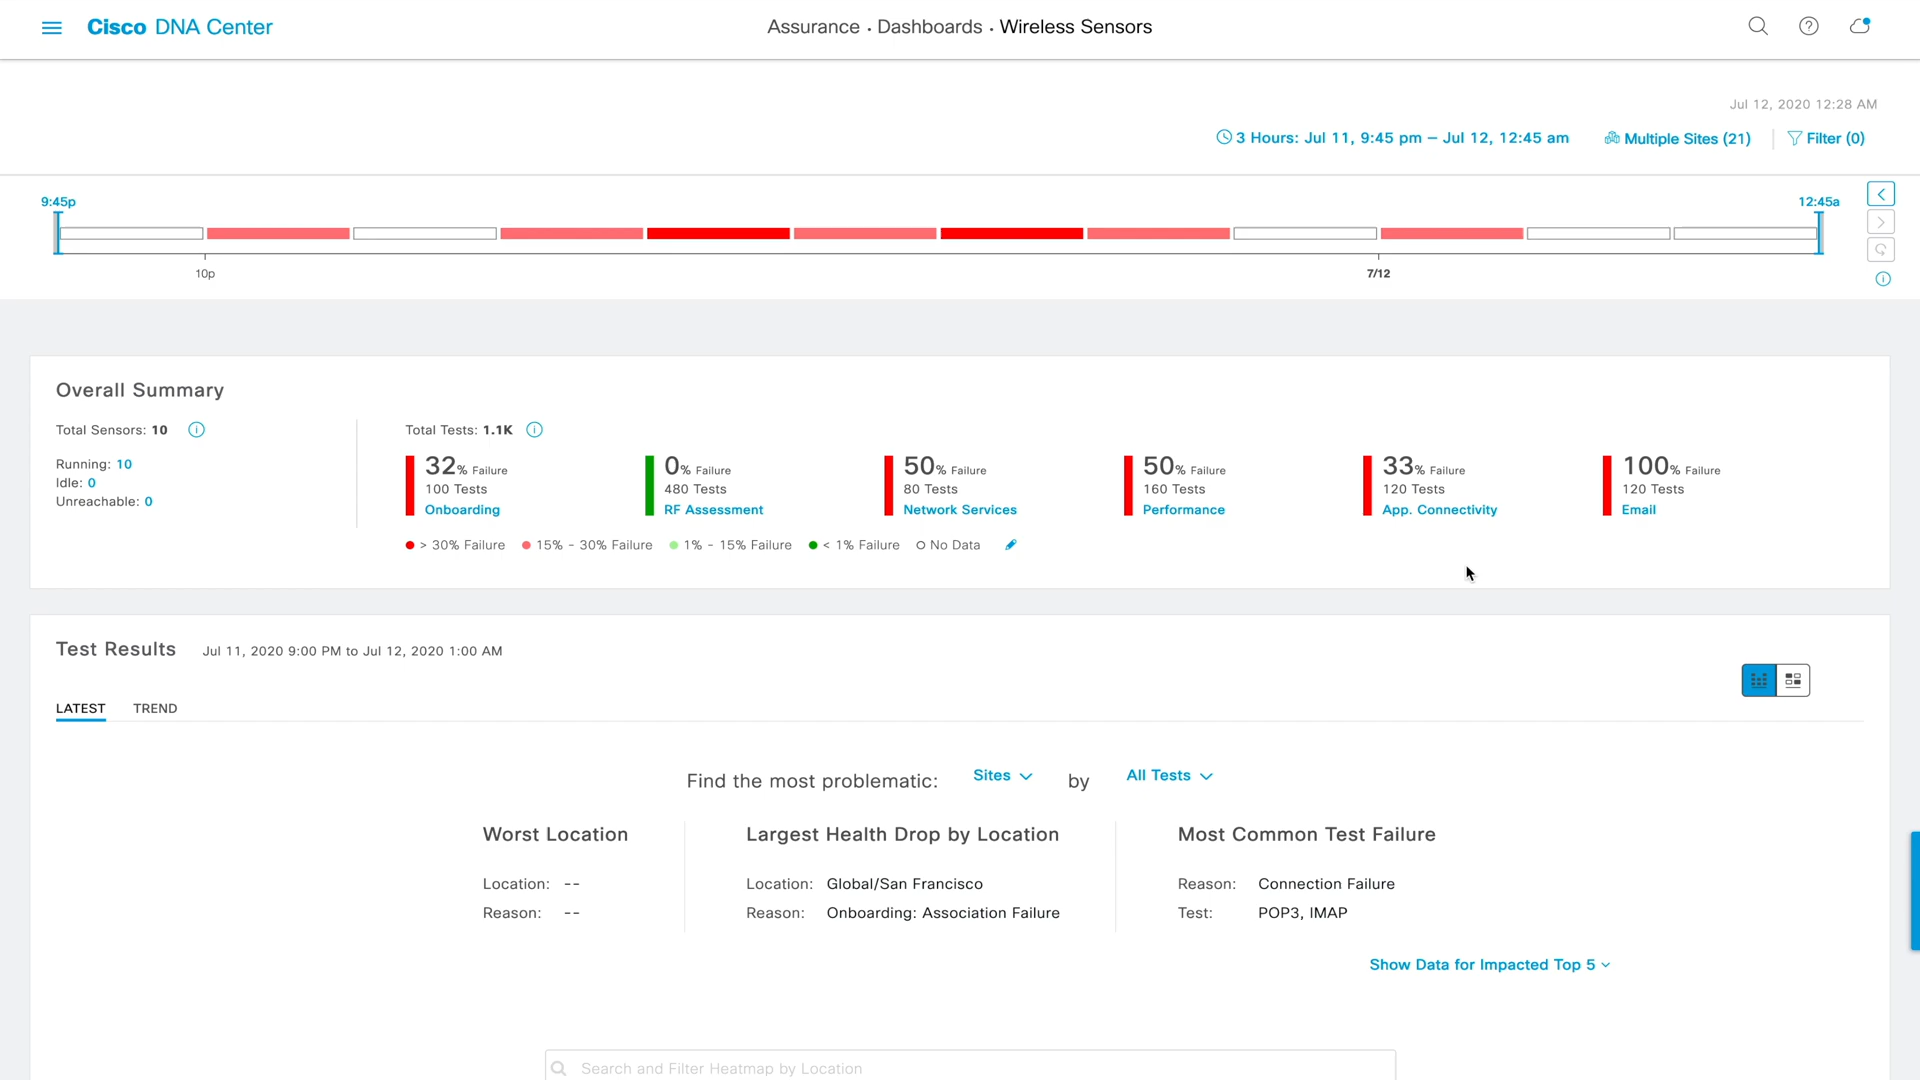 Cisco DNA Center
Assurance · Dashboards · Wireless Sensors
Jul 12, 2020 12:28 AM
3 Hours: Jul 11, 9:45 pm – Jul 12, 12:45 am
Multiple Sites (21)
Filter (0)
9:45p
12:45a
10p
7/12
Overall Summary
Total Sensors: 10
Running: 10
Idle: 0
Unreachable: 0
Total Tests: 1.1K
32% Failure
100 Tests
Onboarding
0% Failure
480 Tests
RF Assessment
50% Failure
80 Tests
Network Services
50% Failure
160 Tests
Performance
33% Failure
120 Tests
App. Connectivity
100% Failure
120 Tests
Email
> 30% Failure
15% - 30% Failure
1% - 15% Failure
< 1% Failure
No Data
Test Results
Jul 11, 2020 9:00 PM to Jul 12, 2020 1:00 AM
LATEST
TREND
Find the most problematic: Sites by All Tests
Worst Location
Location: --
Reason: --
Largest Health Drop by Location
Location: Global/San Francisco
Reason: Onboarding: Association Failure
Most Common Test Failure
Reason: Connection Failure
Test: POP3, IMAP
Show Data for Impacted Top 5
Search and Filter Heatmap by Location